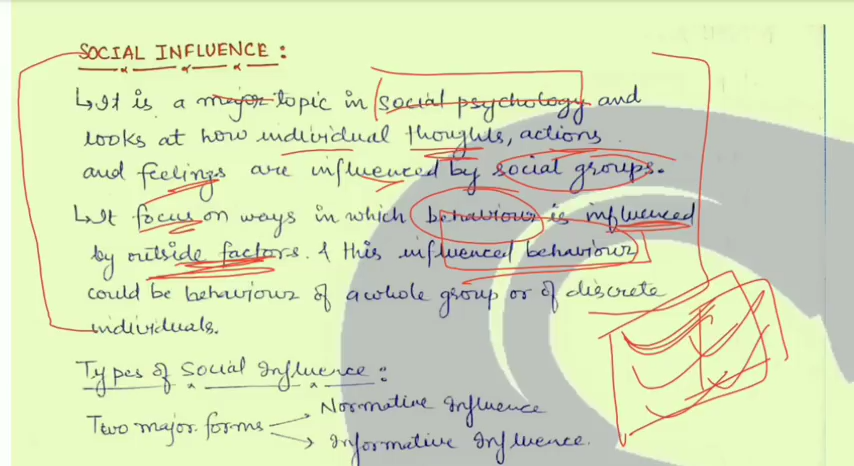 SOCIAL INFLUENCE :
↳ It is a major topic in social psychology and
looks at how individual thoughts, actions
and feelings are influenced by social groups.
↳ It focus on ways in which behaviour is influenced
by outside factors. & this influenced behaviour
could be behaviour of a whole group or of discrete
individuals.
Types of Social Influence :
Two major forms → Normative Influence
→ Informative Influence.